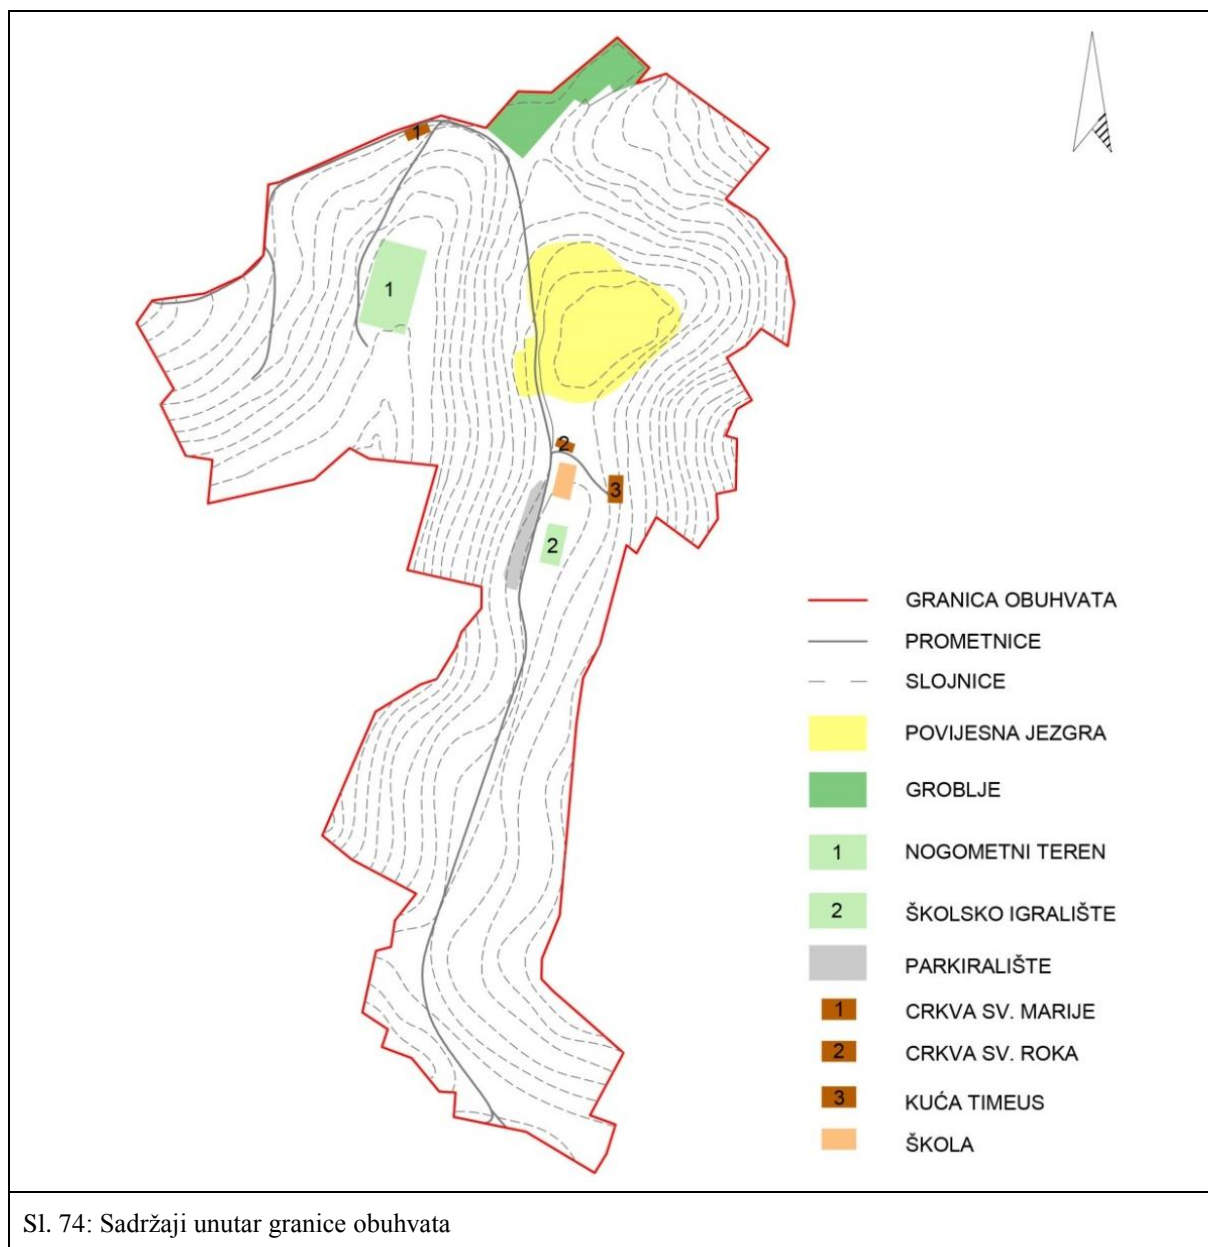 1
1
2
3
2
GRANICA OBUHVATA
PROMETNICE
SLOJNICE
POVIJESNA JEZGRA
GROBLJE
1 NOGOMETNI TEREN
2 ŠKOLSKO IGRALIŠTE
PARKIRALIŠTE
1 CRKVA SV. MARIJE
2 CRKVA SV. ROKA
3 KUĆA TIMEUS
ŠKOLA
Sl. 74: Sadržaji unutar granice obuhvata